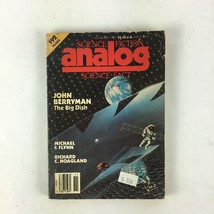 SCIENCE FICTION
analog
SCIENCE FACT
JOHN
BERRYMAN
The Big Dish
MICHAEL
F. FLYNN
RICHARD
C. HOAGLAND